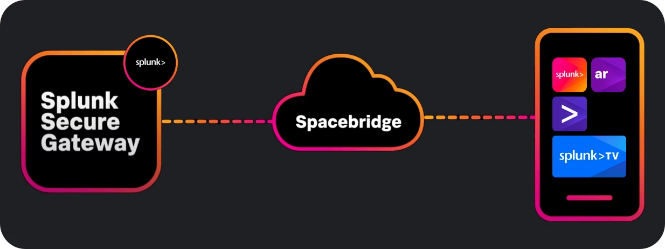 splunk>
Splunk
Secure
Gateway
Spacebridge
splunk>
ar
>
splunk>TV